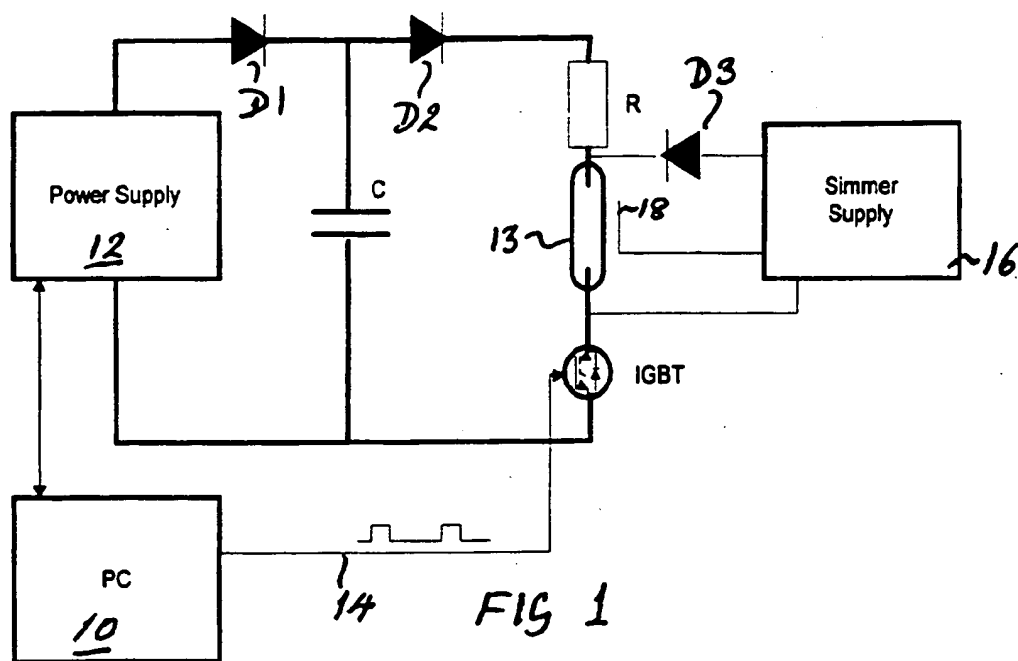 D1
D2
D3
R
Power Supply
12
C
13
18
Simmer
Supply
16
IGBT
PC
10
14
FIG 1